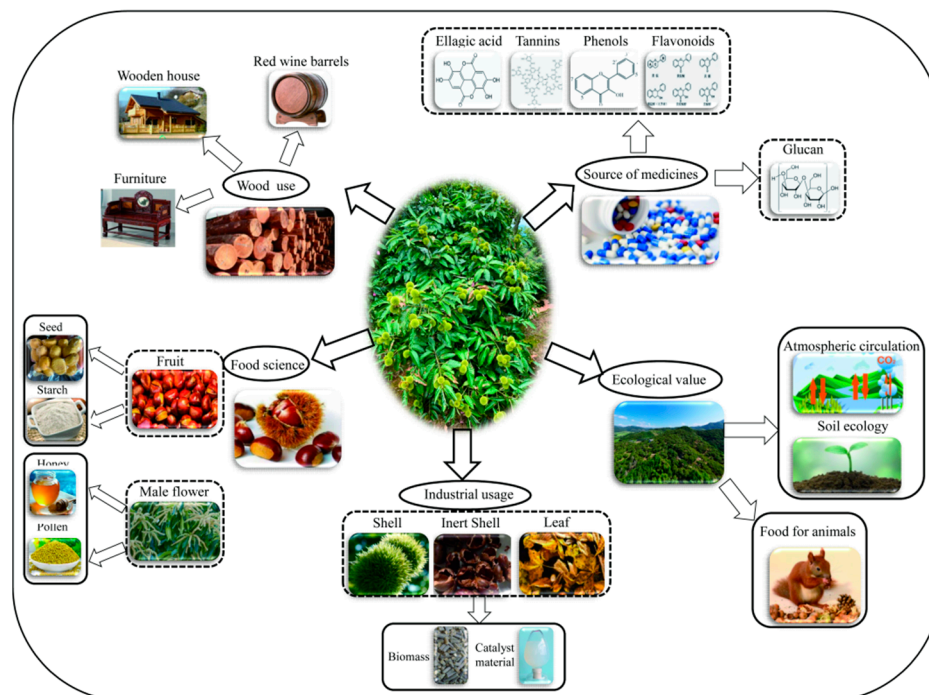 Ellagic acid Tannins Phenols Flavonoids
Red wine barrels
Wooden house
Glucan
Furniture
Wood use
Source of medicines
Seed
Starch
Fruit
Food science
Ecological value
Atmospheric circulation
CO2
Soil ecology
Honey
Pollen
Male flower
Industrial usage
Shell Inert Shell Leaf
Food for animals
Biomass
Catalyst
material